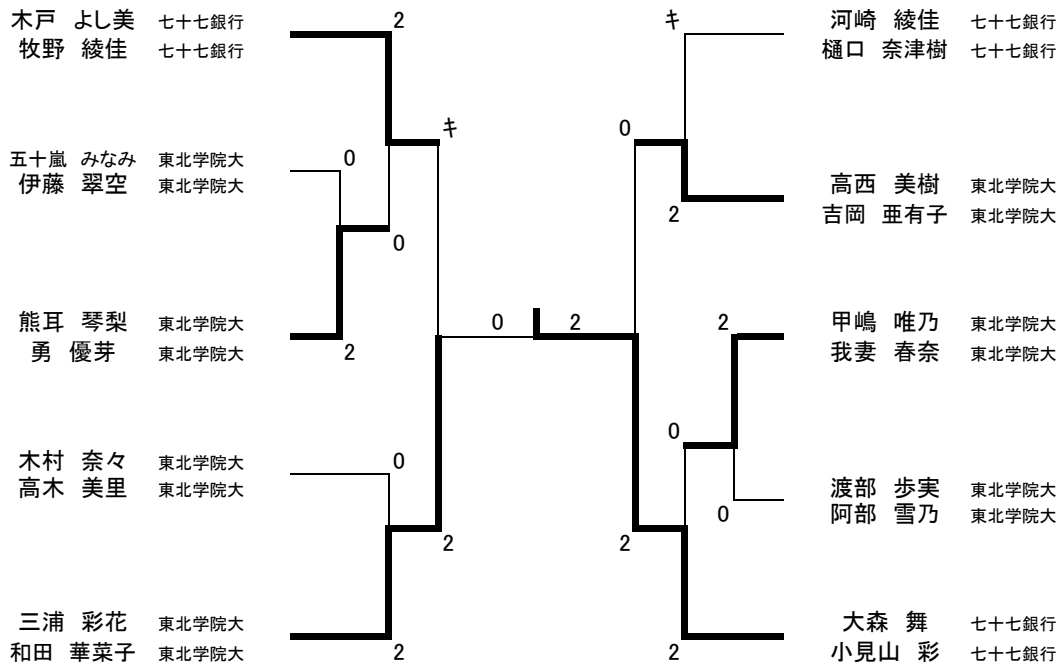 木戸 よし美 七十七銀行
牧野 綾佳 七十七銀行
2
キ
五十嵐 みなみ 東北学院大
伊藤 翠空 東北学院大
0
0
熊耳 琴梨 東北学院大
勇 優芽 東北学院大
2
0
2
木村 奈々 東北学院大
高木 美里 東北学院大
0
2
三浦 彩花 東北学院大
和田 華菜子 東北学院大
2
キ
河崎 綾佳 七十七銀行
樋口 奈津樹 七十七銀行
0
高西 美樹 東北学院大
吉岡 亜有子 東北学院大
2
2
甲嶋 唯乃 東北学院大
我妻 春奈 東北学院大
0
渡部 歩実 東北学院大
阿部 雪乃 東北学院大
0
2
大森 舞 七十七銀行
小見山 彩 七十七銀行
2